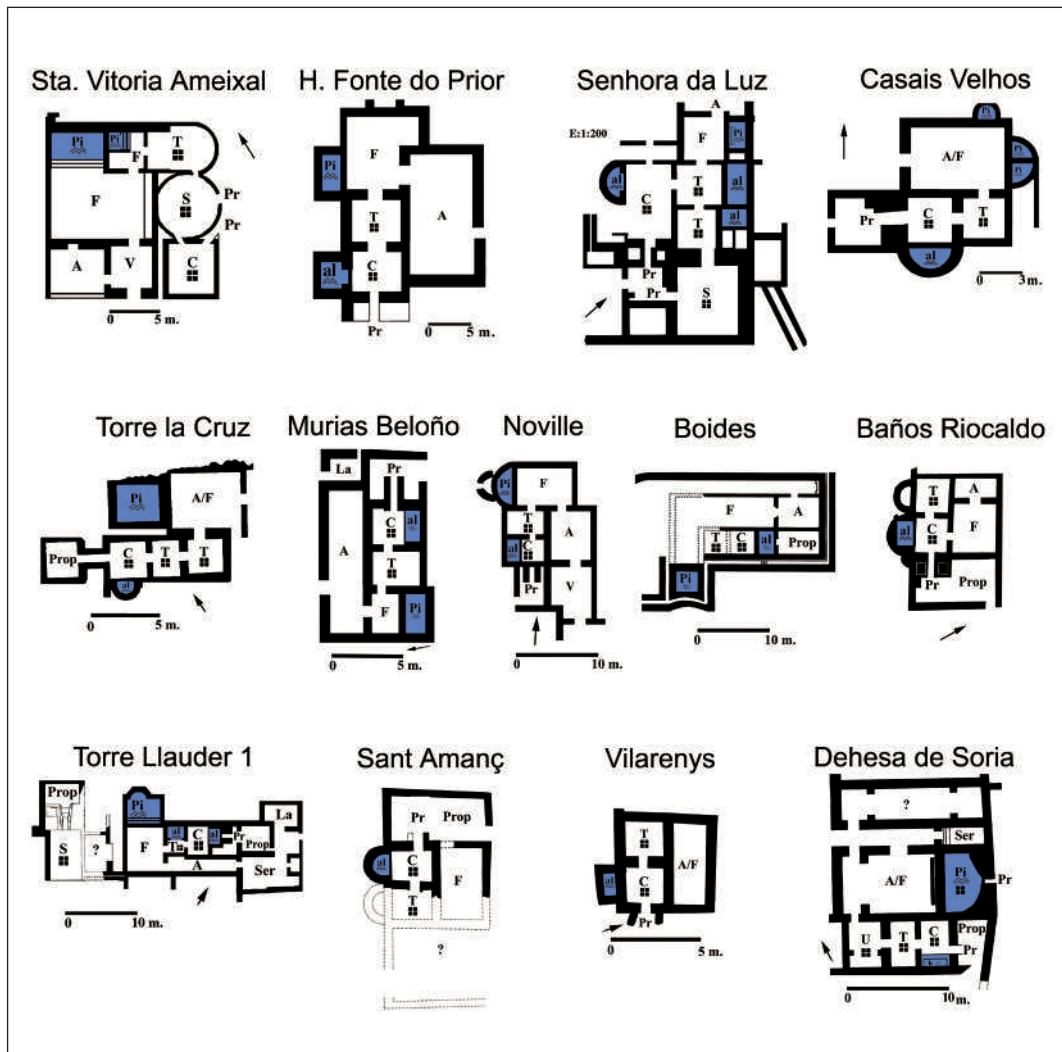 Sta. Vitoria Ameixal
Pi
Pi
T
F
F
S
Pr
Pr
A
V
C
0 5 m.
H. Fonte do Prior
F
Pi
T
A
al
C
Pr
0 5 m.
Senhora da Luz
E:1:200
A
F
Pi
al
C
T
al
T
al
Pr
Pr
S
Casais Velhos
Pi
A/F
Pi
Pi
Pr
C
T
al
0 3m.
Torre la Cruz
Pi
A/F
Prop
C
T
T
al
0 5 m.
Murias Beloño
La
Pr
C
al
A
T
F
Pi
0 5 m.
Noville
Pi
F
T
al
C
A
Pr
V
0 10 m.
Boides
F
A
T
C
al
Prop
Pi
0 10 m.
Baños Riocaldo
T
A
al
C
F
Pr
Prop
Torre Llauder 1
Prop
Pi
La
S
?
F
al
T
C
al
Pr
Prop
A
Ser
0 10 m.
Sant Amanç
Pr
Prop
al
C
F
T
?
Vilarenys
T
al
C
A/F
Pr
5 m.
Dehesa de Soria
?
Ser
A/F
Pi
Pr
U
T
C
Prop
Pr
0 10 m.